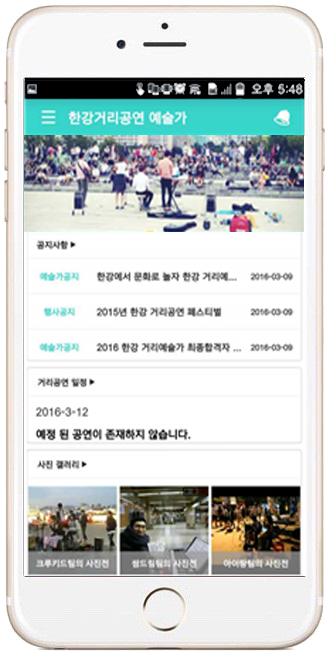 오후 5:48
한강거리공연 예술가
공지사항 ▶
예술가공지 한강에서 문화로 놀자 한강 거리예... 2016-03-09
행사공지 2015년 한강 거리공연 페스티벌 2016-03-09
예술가공지 2016 한강 거리예술가 최종합격자 ... 2016-03-09
거리공연 일정 ▶
2016-3-12
예정 된 공연이 존재하지 않습니다.
사진 갤러리 ▶
크루키드팀의 사진전 썸드림팀의 사진전 아이랑팀의 사진전